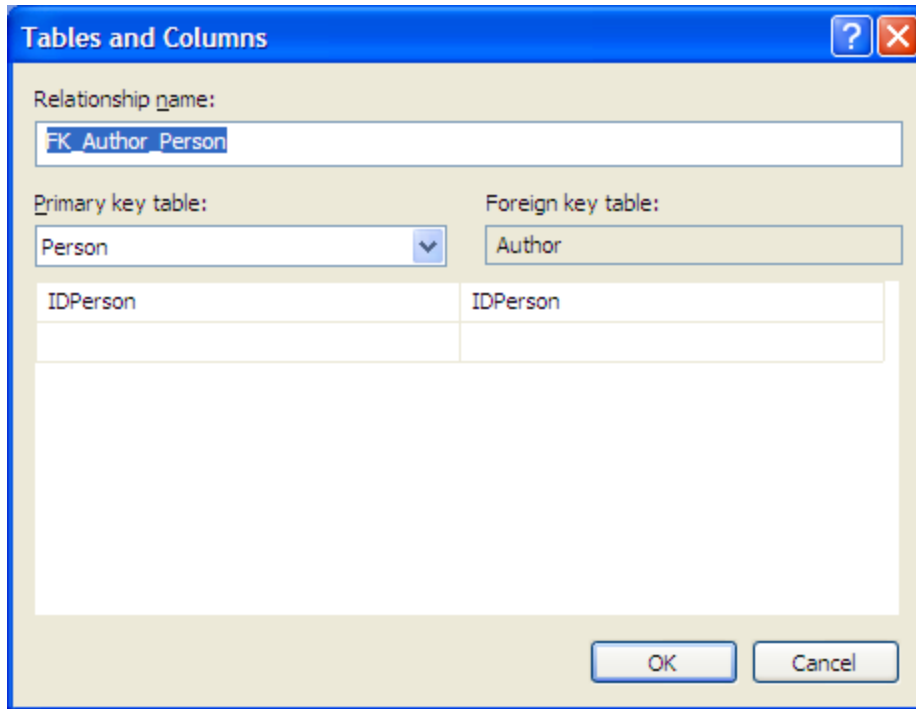 Tables and Columns
Relationship name:
FK_Author_Person
Primary key table: Foreign key table:
Person Author
IDPerson IDPerson
OK Cancel